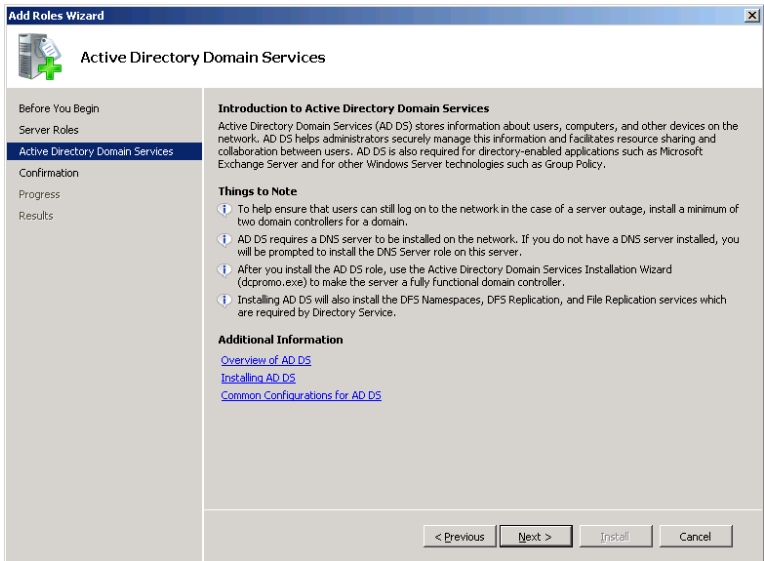 Add Roles Wizard
Active Directory Domain Services
Before You Begin
Server Roles
Active Directory Domain Services
Confirmation
Progress
Results
Introduction to Active Directory Domain Services
Active Directory Domain Services (AD DS) stores information about users, computers, and other devices on the
network. AD DS helps administrators securely manage this information and facilitates resource sharing and
collaboration between users. AD DS is also required for directory-enabled applications such as Microsoft
Exchange Server and for other Windows Server technologies such as Group Policy.
Things to Note
To help ensure that users can still log on to the network in the case of a server outage, install a minimum of
two domain controllers for a domain.
AD DS requires a DNS server to be installed on the network. If you do not have a DNS server installed, you
will be prompted to install the DNS Server role on this server.
After you install the AD DS role, use the Active Directory Domain Services Installation Wizard
(dcpromo.exe) to make the server a fully functional domain controller.
Installing AD DS will also install the DFS Namespaces, DFS Replication, and File Replication services which
are required by Directory Service.
Additional Information
Overview of AD DS
Installing AD DS
Common Configurations for AD DS
< Previous
Next >
Install
Cancel